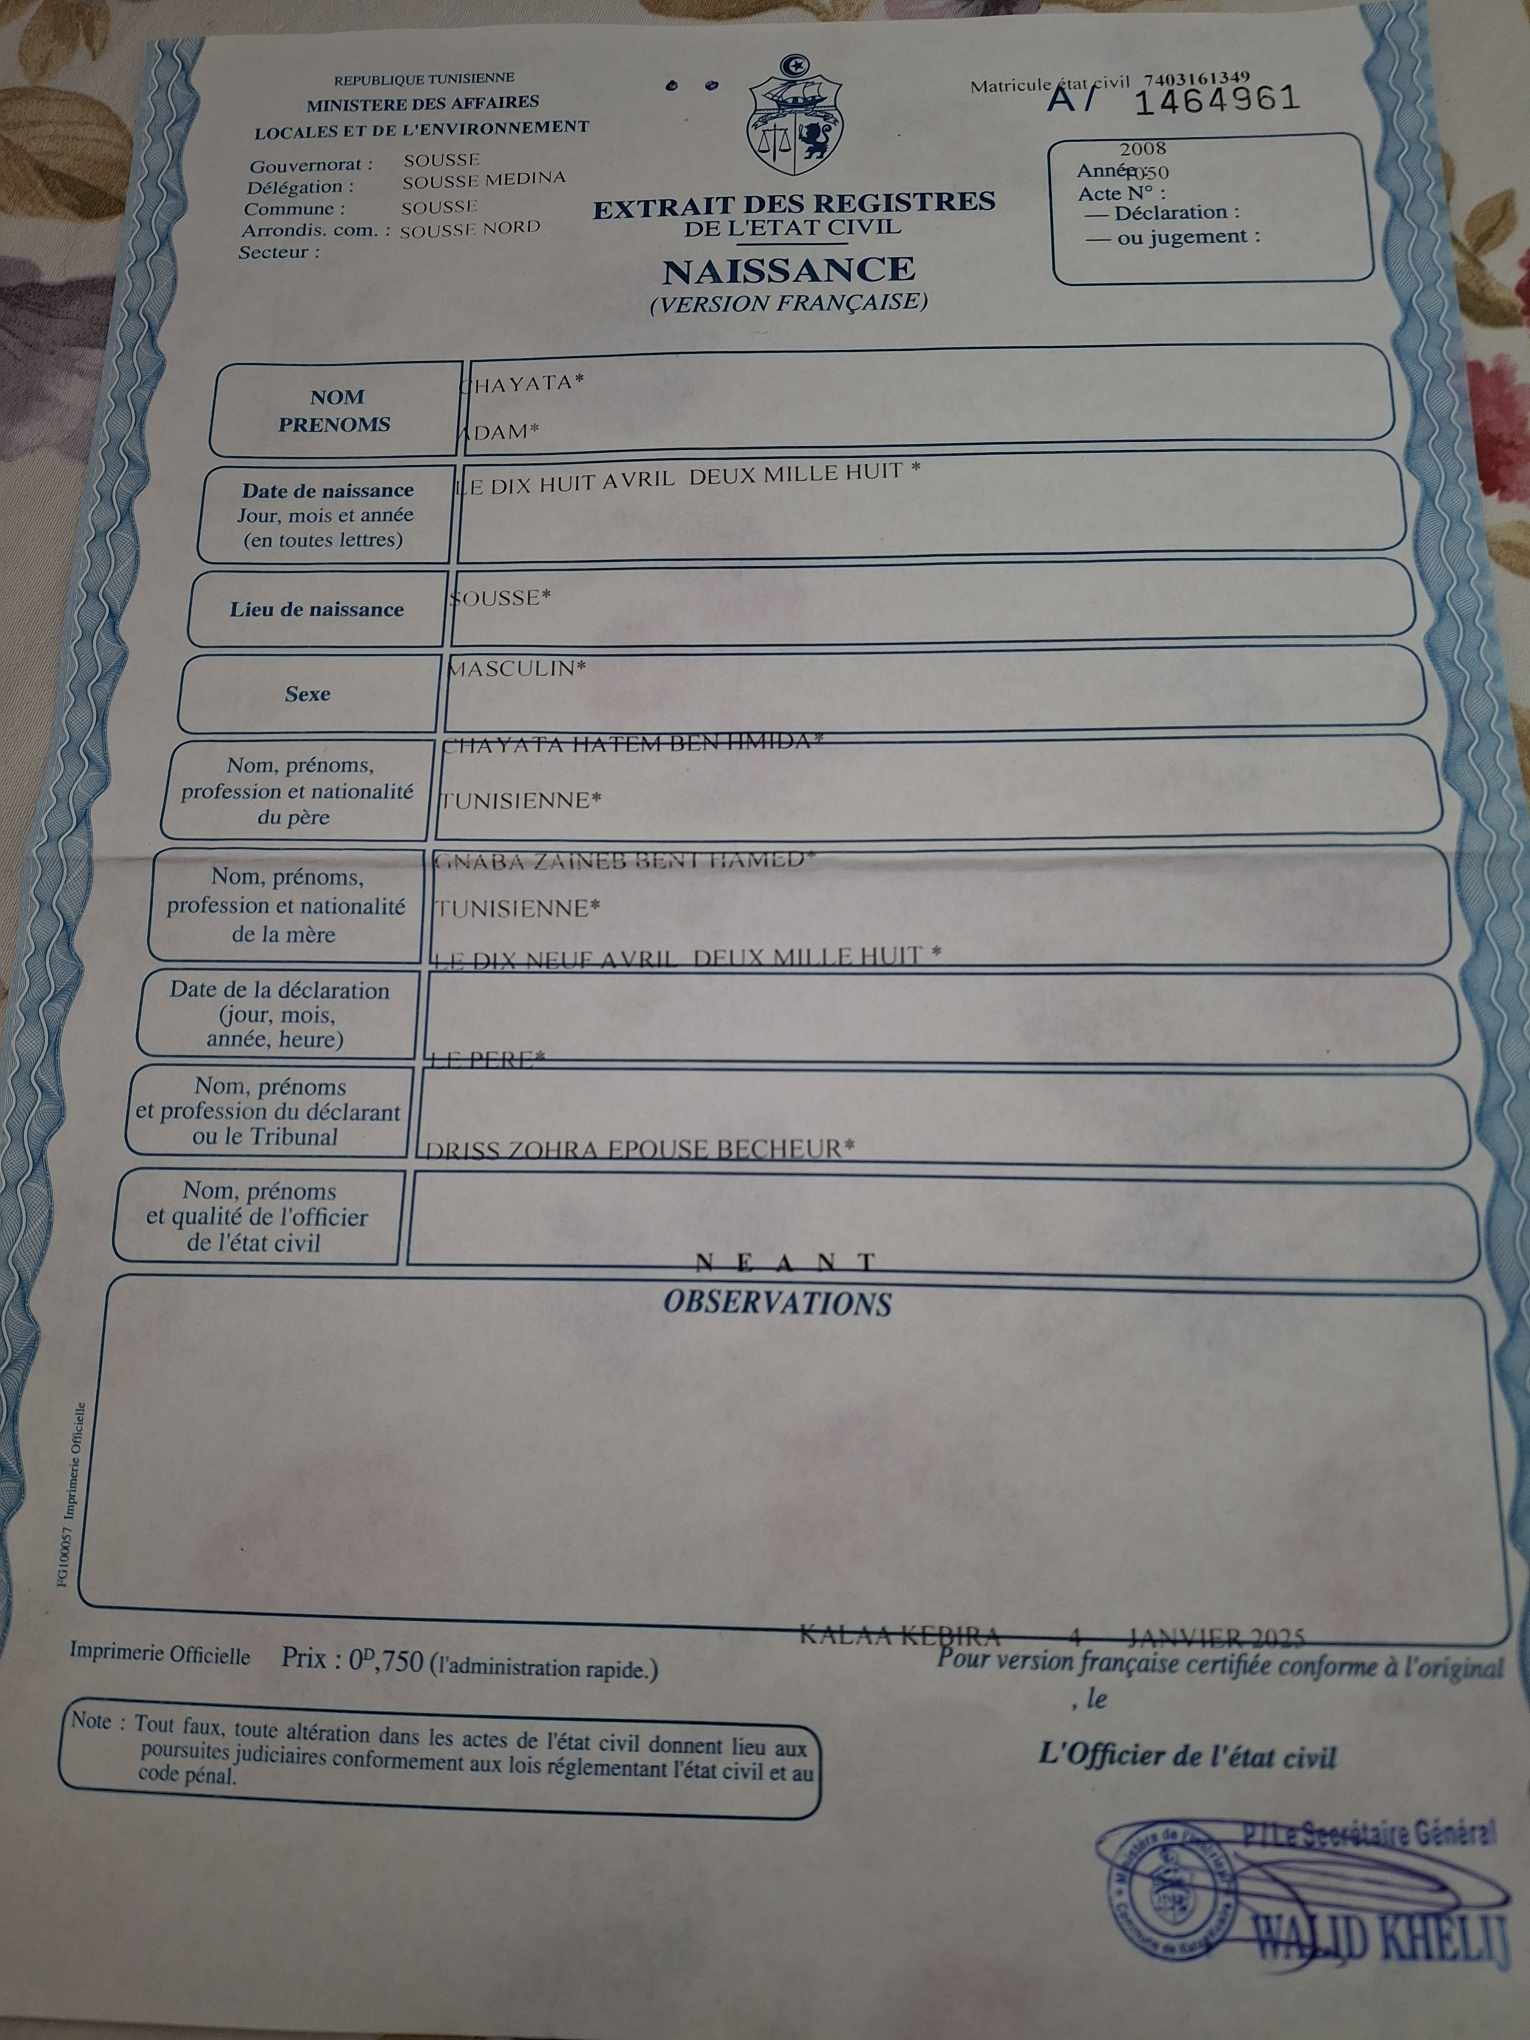 REPUBLIQUE TUNISIENNE
MINISTERE DES AFFAIRES
LOCALES ET DE L'ENVIRONNEMENT
Gouvernorat : SOUSSE
Délégation : SOUSSE MEDINA
Commune : SOUSSE
Arrondis. com. : SOUSSE NORD
Secteur :
Matricule état civil 7403161349
A/ 1464961
2008
Année : 1050
Acte N° :
— Déclaration :
— ou jugement :
EXTRAIT DES REGISTRES
DE L'ETAT CIVIL
NAISSANCE
(VERSION FRANÇAISE)
NOM
PRENOMS
CHAYATA*
ADAM*
Date de naissance
Jour, mois et année
(en toutes lettres)
LE DIX HUIT AVRIL DEUX MILLE HUIT *
Lieu de naissance
SOUSSE*
Sexe
MASCULIN*
Nom, prénoms,
profession et nationalité
du père
CHAYATA HATEM BEN HMIDA*
TUNISIENNE*
Nom, prénoms,
profession et nationalité
de la mère
GNABA ZAINEB BENT HAMED*
TUNISIENNE*
LE DIX NEUF AVRIL DEUX MILLE HUIT *
Date de la déclaration
(jour, mois,
année, heure)
LE PERE*
Nom, prénoms
et profession du déclarant
ou le Tribunal
DRISS ZOHRA EPOUSE BECHEUR*
Nom, prénoms
et qualité de l'officier
de l'état civil
N E A N T
OBSERVATIONS
FG100057 Imprimerie Officielle
KALAA KEBIRA 4 JANVIER 2025
Imprimerie Officielle Prix : 0ᴰ,750 (l'administration rapide.)
Pour version française certifiée conforme à l'original
, le
Note : Tout faux, toute altération dans les actes de l'état civil donnent lieu aux
poursuites judiciaires conformement aux lois réglementant l'état civil et au
code pénal.
L'Officier de l'état civil
P / Le Secrétaire Général
WALID KHELIJ